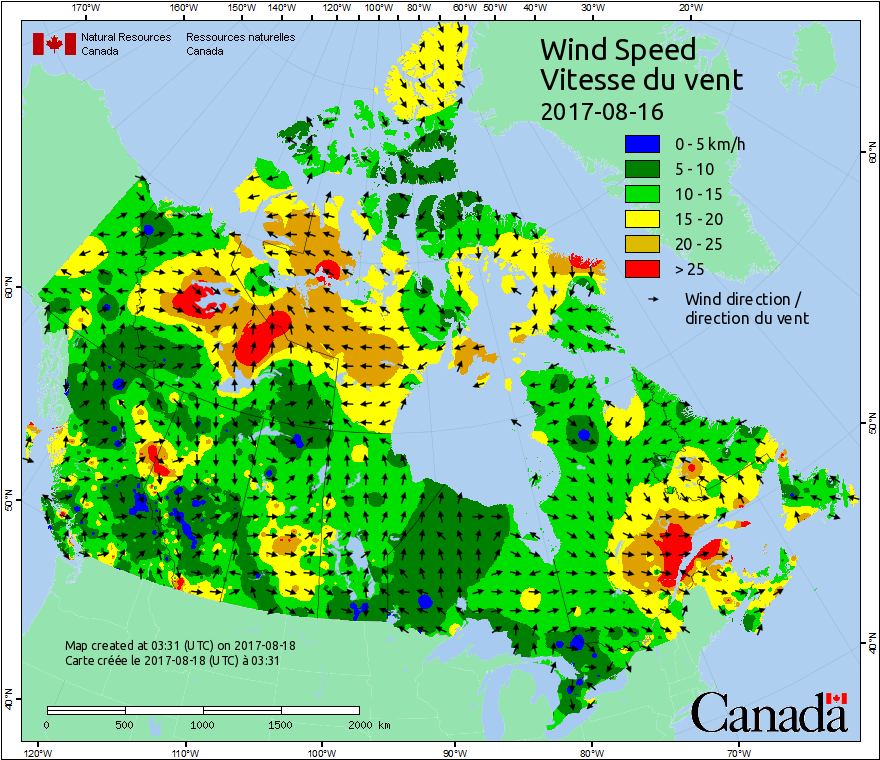 170°W 160°W 150°W 140°W 120°W 100°W 80°W 60°W 50°W 40°W 30°W 20°W
Natural Resources Ressources naturelles
Canada Canada
Wind Speed
Vitesse du vent
2017-08-16
0 - 5 km/h
5 - 10
10 - 15
15 - 20
20 - 25
> 25
Wind direction /
direction du vent
60°N 60°N
50°N 50°N
40°N 40°N
Map created at 03:31 (UTC) on 2017-08-18
Carte créée le 2017-08-18 (UTC) à 03:31
0 500 1000 1500 2000 km
Canada
120°W 110°W 100°W 90°W 80°W 70°W